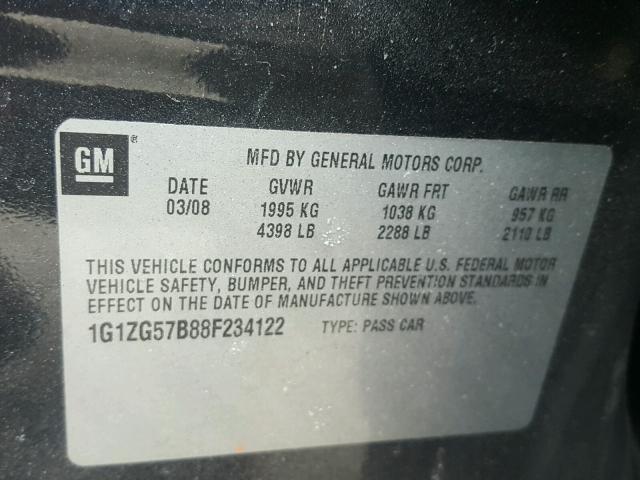 GM®
MFD BY GENERAL MOTORS CORP.
DATE GVWR GAWR FRT GAWR RR
03/08 1995 KG 1038 KG 957 KG
4398 LB 2288 LB 2110 LB
THIS VEHICLE CONFORMS TO ALL APPLICABLE U.S. FEDERAL MOTOR
VEHICLE SAFETY, BUMPER, AND THEFT PREVENTION STANDARDS IN
EFFECT ON THE DATE OF MANUFACTURE SHOWN ABOVE.
1G1ZG57B88F234122 TYPE: PASS CAR